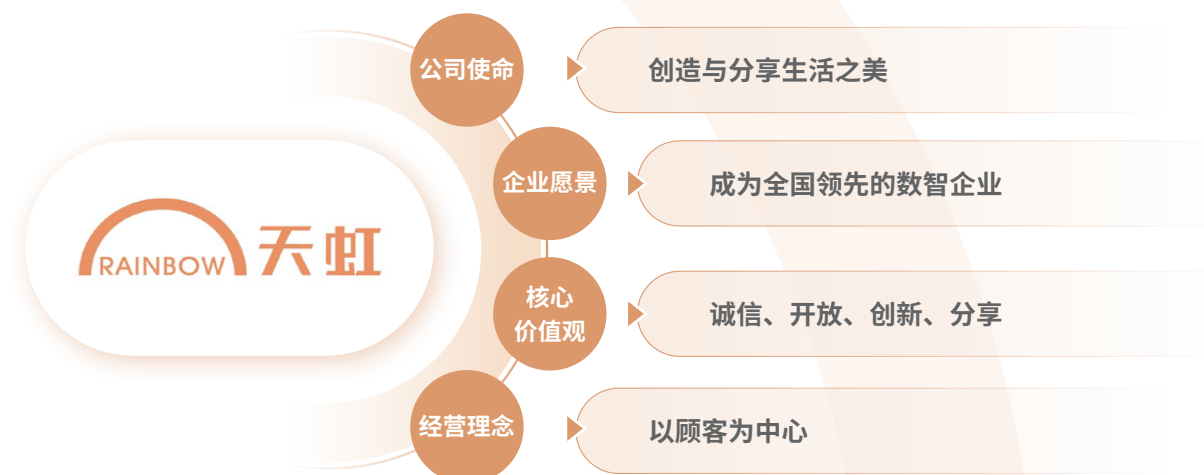 公司使命
创造与分享生活之美
企业愿景
成为全国领先的数智企业
RAINBOW 天虹
核心
价值观
诚信、开放、创新、分享
经营理念
以顾客为中心